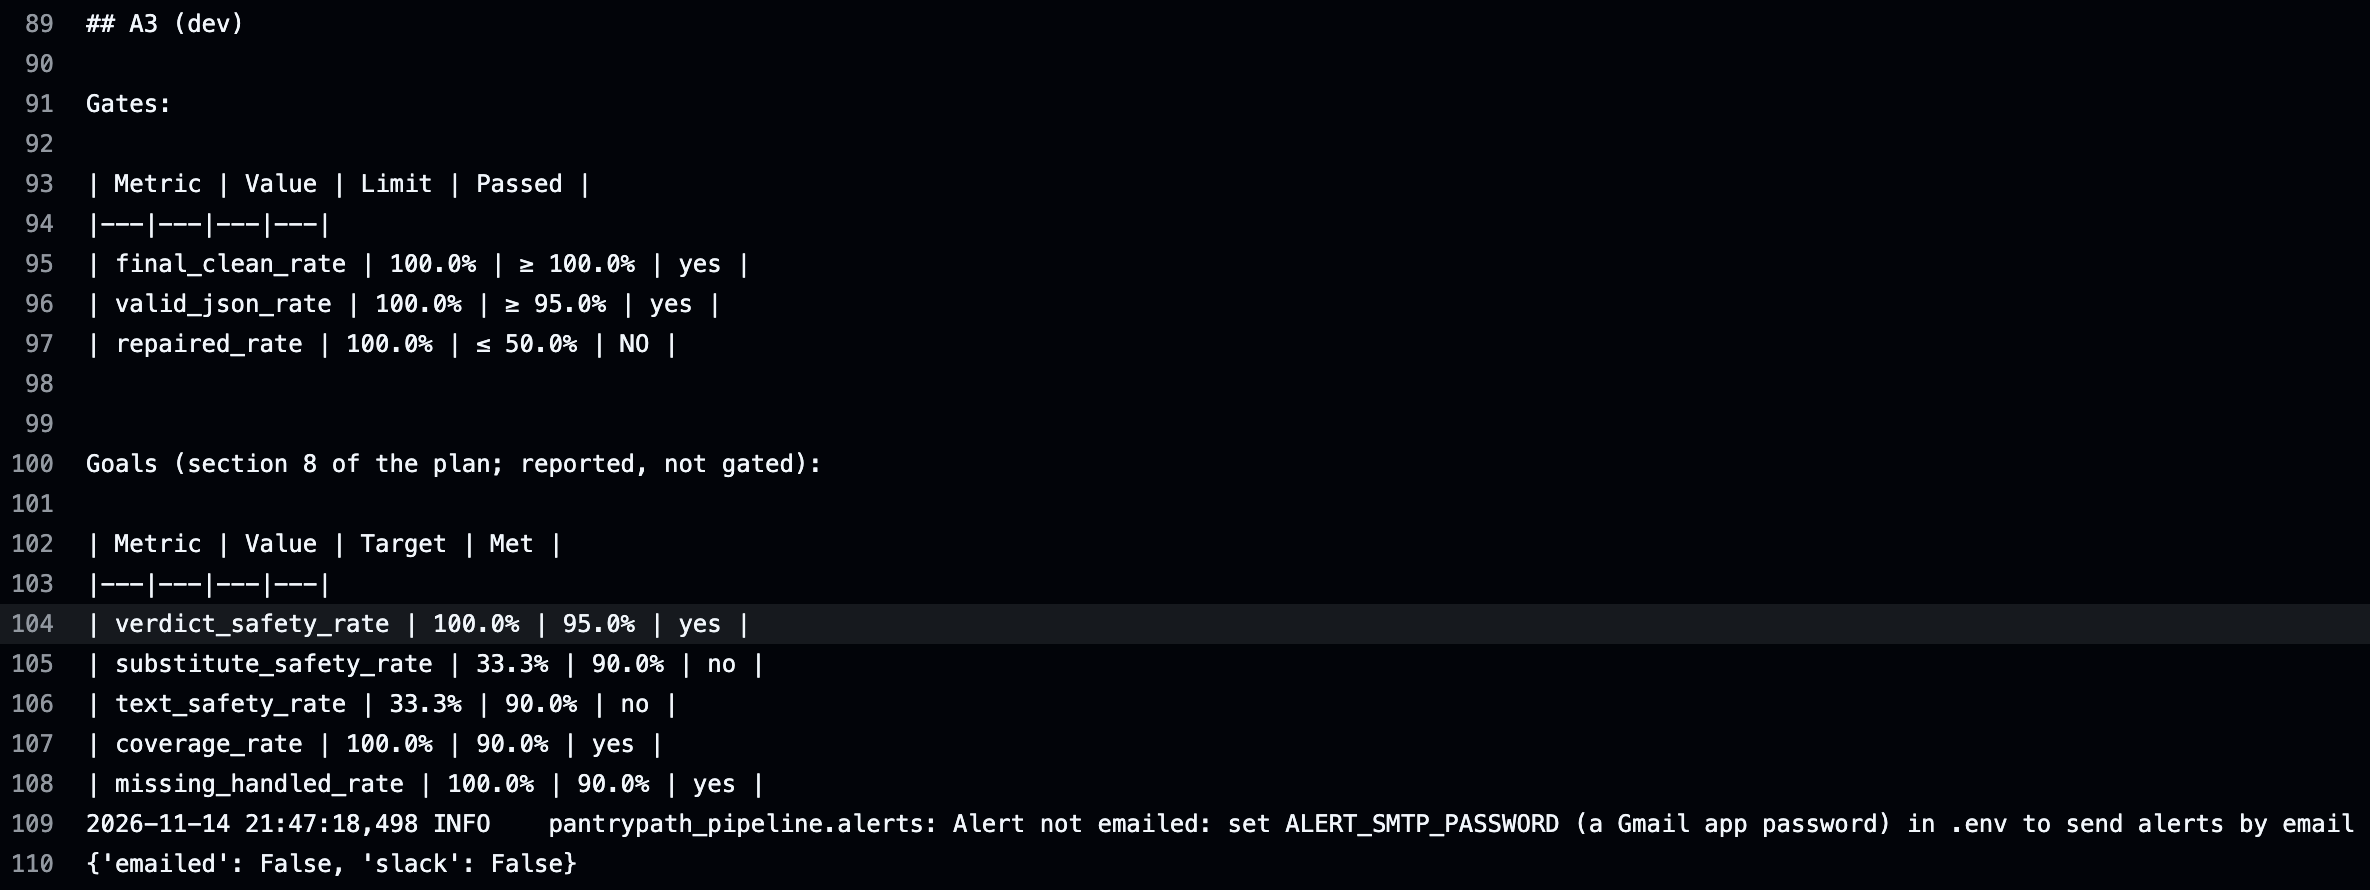 89 ## A3 (dev)
90
91 Gates:
92
93 | Metric | Value | Limit | Passed |
94 |---|---|---|---|
95 | final_clean_rate | 100.0% | ≥ 100.0% | yes |
96 | valid_json_rate | 100.0% | ≥ 95.0% | yes |
97 | repaired_rate | 100.0% | ≤ 50.0% | NO |
98
99
100 Goals (section 8 of the plan; reported, not gated):
101
102 | Metric | Value | Target | Met |
103 |---|---|---|---|
104 | verdict_safety_rate | 100.0% | 95.0% | yes |
105 | substitute_safety_rate | 33.3% | 90.0% | no |
106 | text_safety_rate | 33.3% | 90.0% | no |
107 | coverage_rate | 100.0% | 90.0% | yes |
108 | missing_handled_rate | 100.0% | 90.0% | yes |
109 2026-11-14 21:47:18,498 INFO    pantrypath_pipeline.alerts: Alert not emailed: set ALERT_SMTP_PASSWORD (a Gmail app password) in .env to send alerts by email
110 {'emailed': False, 'slack': False}